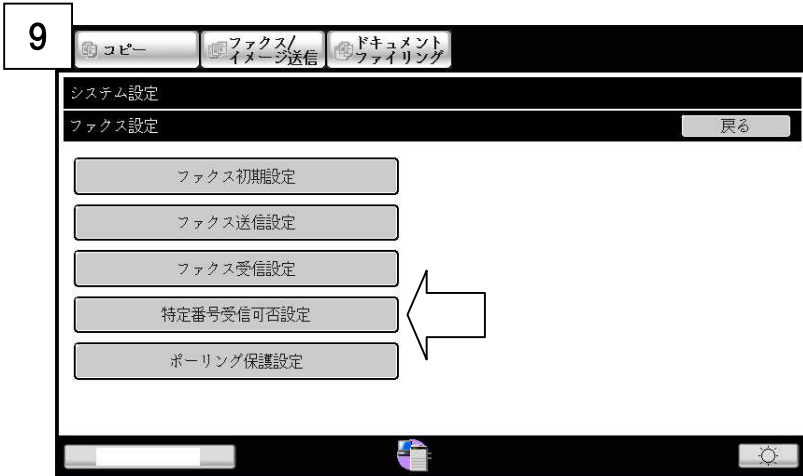 9
コピー
ファクス/
イメージ送信
ドキュメント
ファイリング
システム設定
ファクス設定
戻る
ファクス初期設定
ファクス送信設定
ファクス受信設定
特定番号受信可否設定
ポーリング保護設定